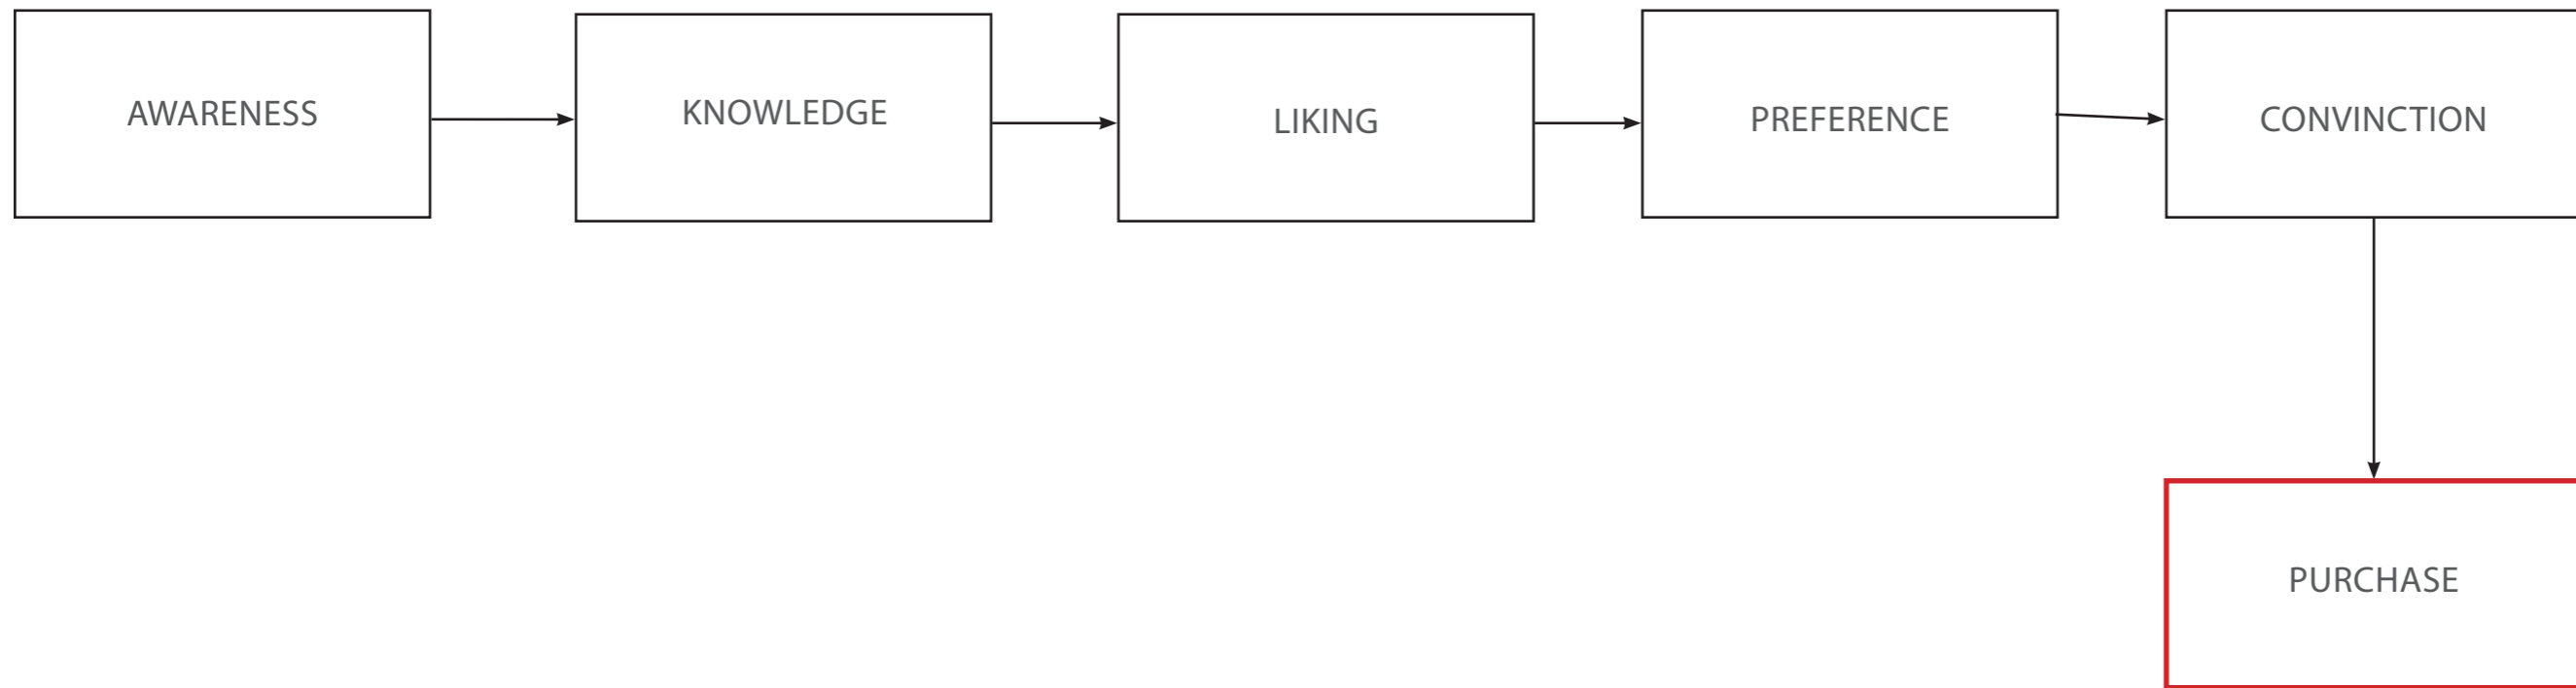 AWARENESS
KNOWLEDGE
LIKING
PREFERENCE
CONVINCTION
PURCHASE